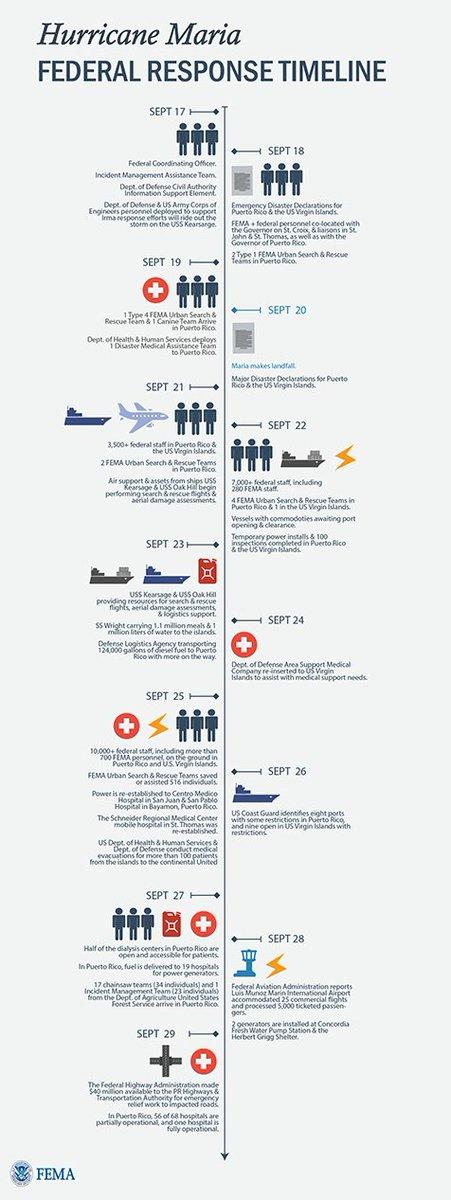 Hurricane Maria
FEDERAL RESPONSE TIMELINE
SEPT 17
Federal Coordinating Officer.
Incident Management Assistance Team.
Dept. of Defense Civil Authority
Information Support Element.
Dept. of Defense & US Army Corps of
Engineers personnel deployed to support
Irma response efforts will ride out the
storm on the USS Kearsarge.
SEPT 18
Emergency Disaster Declarations for
Puerto Rico & the US Virgin Islands.
FEMA + federal personnel co-located with
the Governor on St. Croix, & liaisons in St.
John & St. Thomas, as well as with the
Governor of Puerto Rico.
2 Type 1 FEMA Urban Search & Rescue
Teams in Puerto Rico.
SEPT 19
1 Type 4 FEMA Urban Search &
Rescue Team & 1 Canine Team Arrive
in Puerto Rico.
Dept. of Health & Human Services deploys
1 Disaster Medical Assistance Team
to Puerto Rico.
SEPT 20
Maria makes landfall.
Major Disaster Declarations for Puerto
Rico & the US Virgin Islands.
SEPT 21
3,500+ federal staff in Puerto Rico &
the US Virgin Islands.
2 FEMA Urban Search & Rescue Teams
in Puerto Rico.
Air support & assets from ships USS
Kearsage & USS Oak Hill begin
performing search & rescue flights &
aerial damage assessments.
SEPT 22
7,000+ federal staff, including
280 FEMA staff.
4 FEMA Urban Search & Rescue Teams in
Puerto Rico & 1 in the US Virgin Islands.
Vessels with commodities awaiting port
opening & clearance.
Temporary power installs & 100
inspections completed in Puerto Rico
& the US Virgin Islands.
SEPT 23
USS Kearsage & USS Oak Hill
providing resources for search & rescue
flights, aerial damage assessments,
& logistics support.
SS Wright carrying 1.1 million meals & 1
million liters of water to the islands.
Defense Logistics Agency transporting
124,000 gallons of diesel fuel to Puerto
Rico with more on the way.
SEPT 24
Dept. of Defense Area Support Medical
Company re-inserted to US Virgin
Islands to assist with medical support needs.
SEPT 25
10,000+ federal staff, including more than
700 FEMA personnel, on the ground in
Puerto Rico and U.S. Virgin Islands.
FEMA Urban Search & Rescue Teams saved
or assisted 516 individuals.
Power is re-established to Centro Medico
Hospital in San Juan & San Pablo
Hospital in Bayamon, Puerto Rico.
The Schneider Regional Medical Center
mobile hospital in St. Thomas was
re-established.
US Dept. of Health & Human Services &
Dept. of Defense conduct medical
evacuations for more than 100 patients
from the islands to the continental United
SEPT 26
US Coast Guard identifies eight ports
with some restrictions in Puerto Rico,
and nine open in US Virgin Islands with
restrictions.
SEPT 27
Half of the dialysis centers in Puerto Rico are
open and accessible for patients.
In Puerto Rico, fuel is delivered to 19 hospitals
for power generators.
17 chainsaw teams (34 individuals) and 1
Incident Management Team (23 individuals)
from the Dept. of Agriculture United States
Forest Service arrive in Puerto Rico.
SEPT 28
Federal Aviation Administration reports
Luis Munoz Marin International Airport
accommodated 25 commercial flights
and processed 5,000 ticketed passen-
gers.
2 generators are installed at Concordia
Fresh Water Pump Station & the
Herbert Grigg Shelter.
SEPT 29
The Federal Highway Administration made
$40 million available to the PR Highways &
Transportation Authority for emergency
relief work to impacted roads.
In Puerto Rico, 56 of 68 hospitals are
partially operational, and one hospital is
fully operational.
FEMA